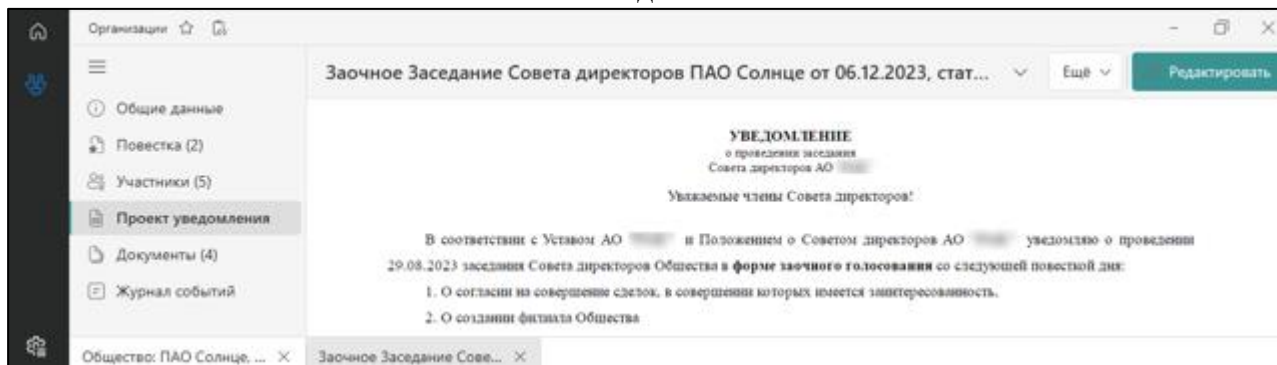 Организации
Заочное Заседание Совета директоров ПАО Солнце от 06.12.2023, стат...
Ещё
Редактировать
Общие данные
Повестка (2)
Участники (5)
Проект уведомления
Документы (4)
Журнал событий
УВЕДОМЛЕНИЕ
о проведении заседания
Совета директоров АО
Уважаемые члены Совета директоров!
В соответствии с Уставом АО и Положением о Советом директоров АО уведомляю о проведении
29.08.2023 заседания Совета директоров Общества в форме заочного голосования со следующей повесткой дня:
1. О согласии на совершение сделок, в совершении которых имеется заинтересованность.
2. О создании филиала Общества
Общество: ПАО Солнце, ...
Заочное Заседание Сове...